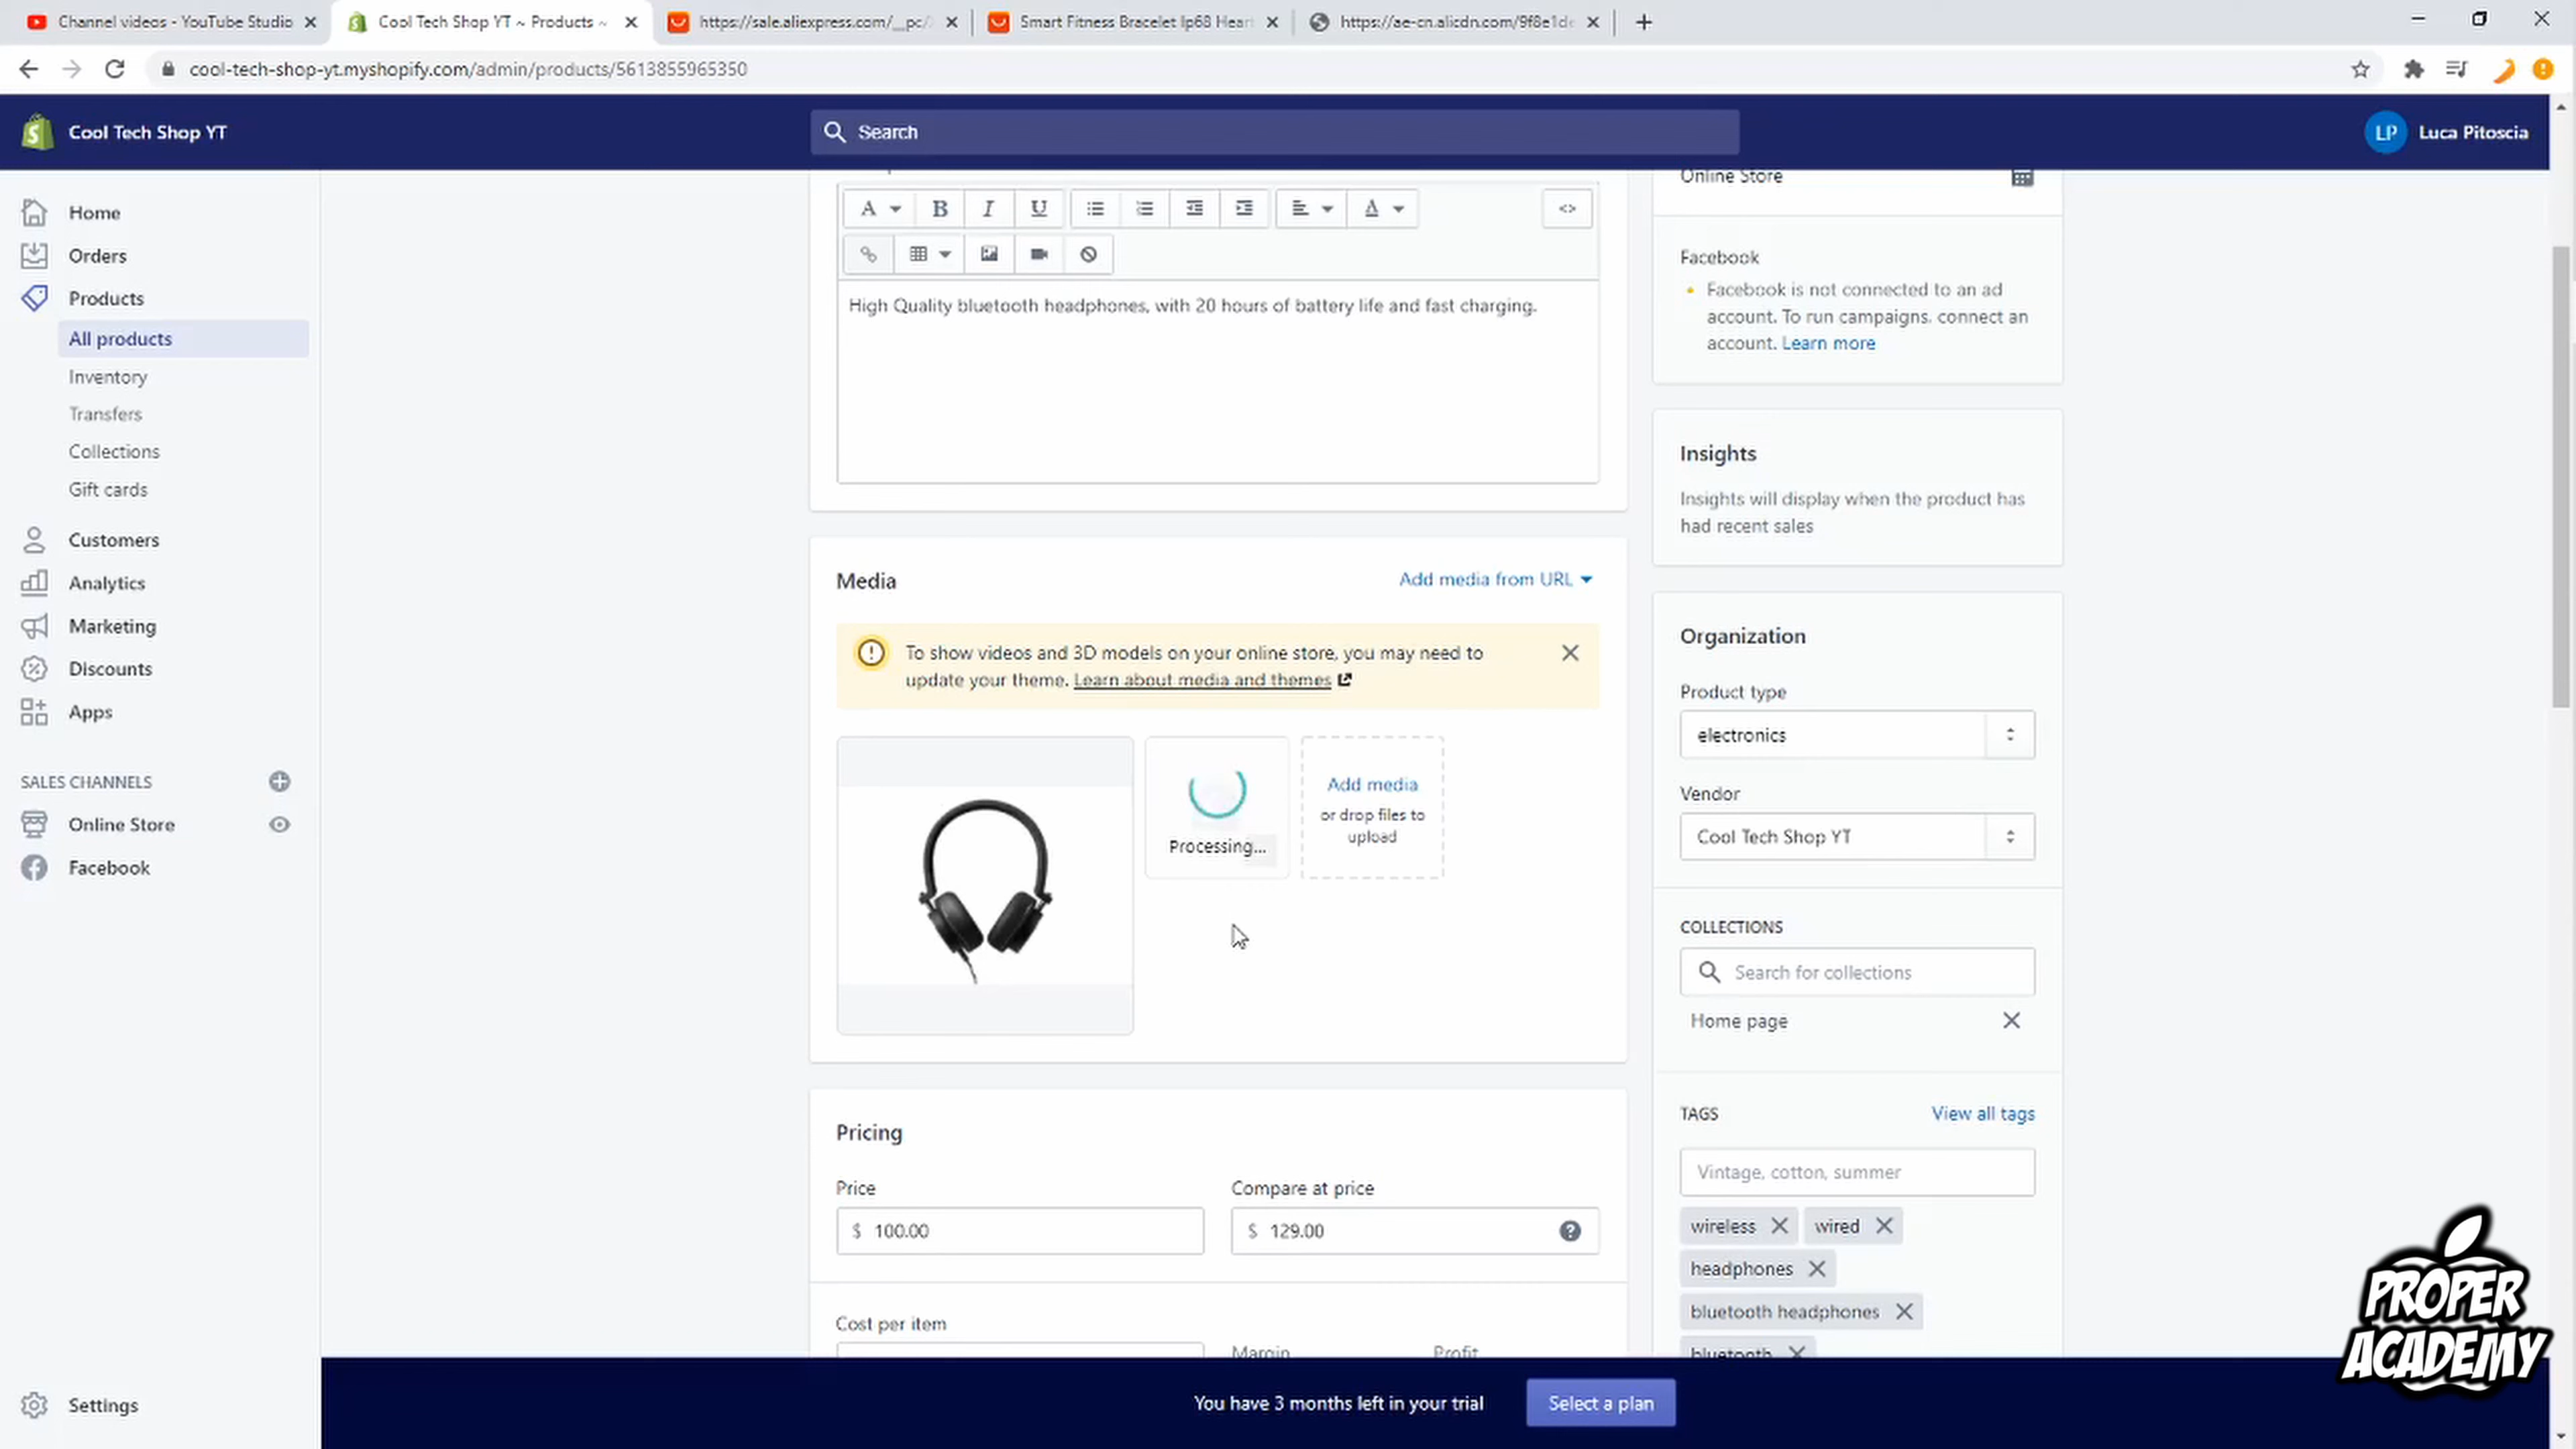 Channel videos - YouTube Studio
Cool Tech Shop YT ~ Products ~
https://sale.aliexpress.com/__pc/
Smart Fitness Bracelet Ip68 Heart
https://ae-cn.alicdn.com/9f8e1de
cool-tech-shop-yt.myshopify.com/admin/products/5613855965350
Cool Tech Shop YT
Search
LP
Luca Pitoscia
Home
Orders
Products
All products
Inventory
Transfers
Collections
Gift cards
Customers
Analytics
Marketing
Discounts
Apps
SALES CHANNELS
Online Store
Facebook
Settings
A
B
I
U
A
<>
High Quality bluetooth headphones, with 20 hours of battery life and fast charging.
Media
Add media from URL
To show videos and 3D models on your online store, you may need to
update your theme. Learn about media and themes
Processing...
Add media
or drop files to
upload
Pricing
Price
Compare at price
$ 100.00
$ 129.00
Cost per item
Margin
Profit
Online Store
Facebook
Facebook is not connected to an ad
account. To run campaigns, connect an
account. Learn more
Insights
Insights will display when the product has
had recent sales
Organization
Product type
electronics
Vendor
Cool Tech Shop YT
COLLECTIONS
Search for collections
Home page
TAGS
View all tags
Vintage, cotton, summer
wireless
wired
headphones
bluetooth headphones
bluetooth
You have 3 months left in your trial
Select a plan
PROPER
ACADEMY